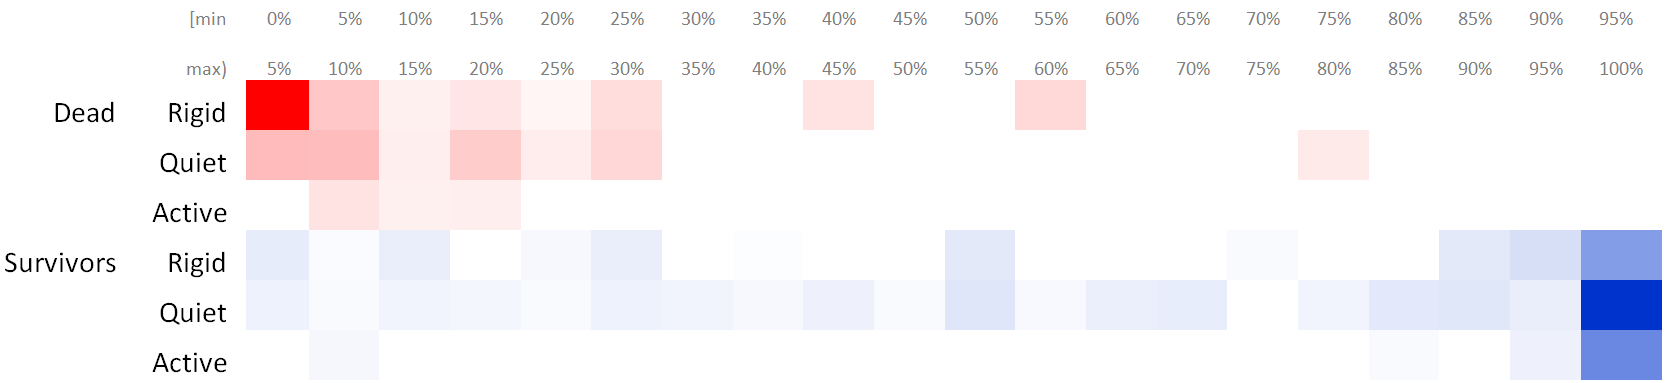 [min 0% 5% 10% 15% 20% 25% 30% 35% 40% 45% 50% 55% 60% 65% 70% 75% 80% 85% 90% 95%
max) 5% 10% 15% 20% 25% 30% 35% 40% 45% 50% 55% 60% 65% 70% 75% 80% 85% 90% 95% 100%
Dead Rigid
Quiet
Active
Survivors Rigid
Quiet
Active